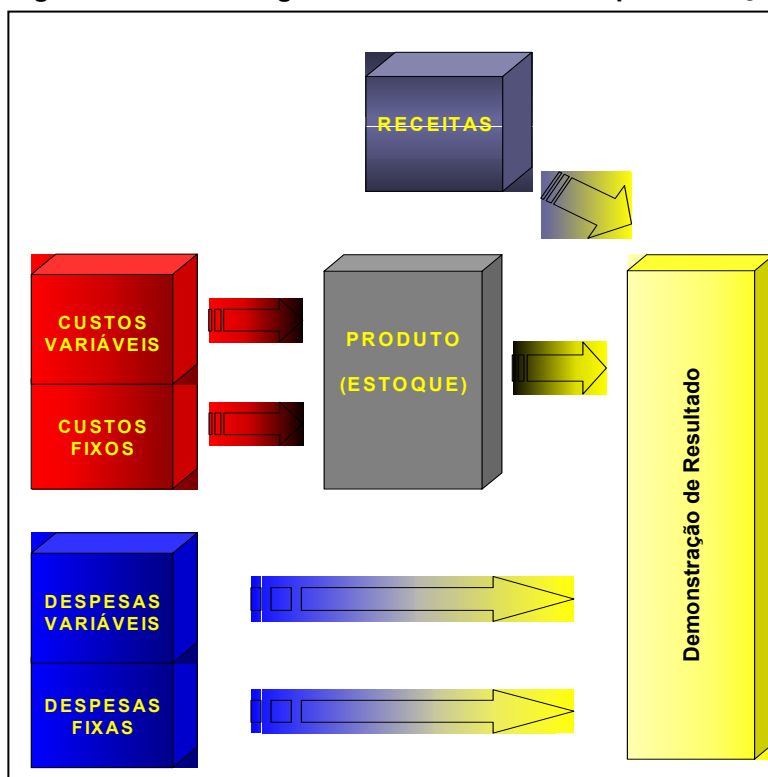 RECEITAS
CUSTOS
VARIÁVEIS
CUSTOS
FIXOS
PRODUTO
(ESTOQUE)
Demonstração de Resultado
DESPESAS
VARIÁVEIS
DESPESAS
FIXAS